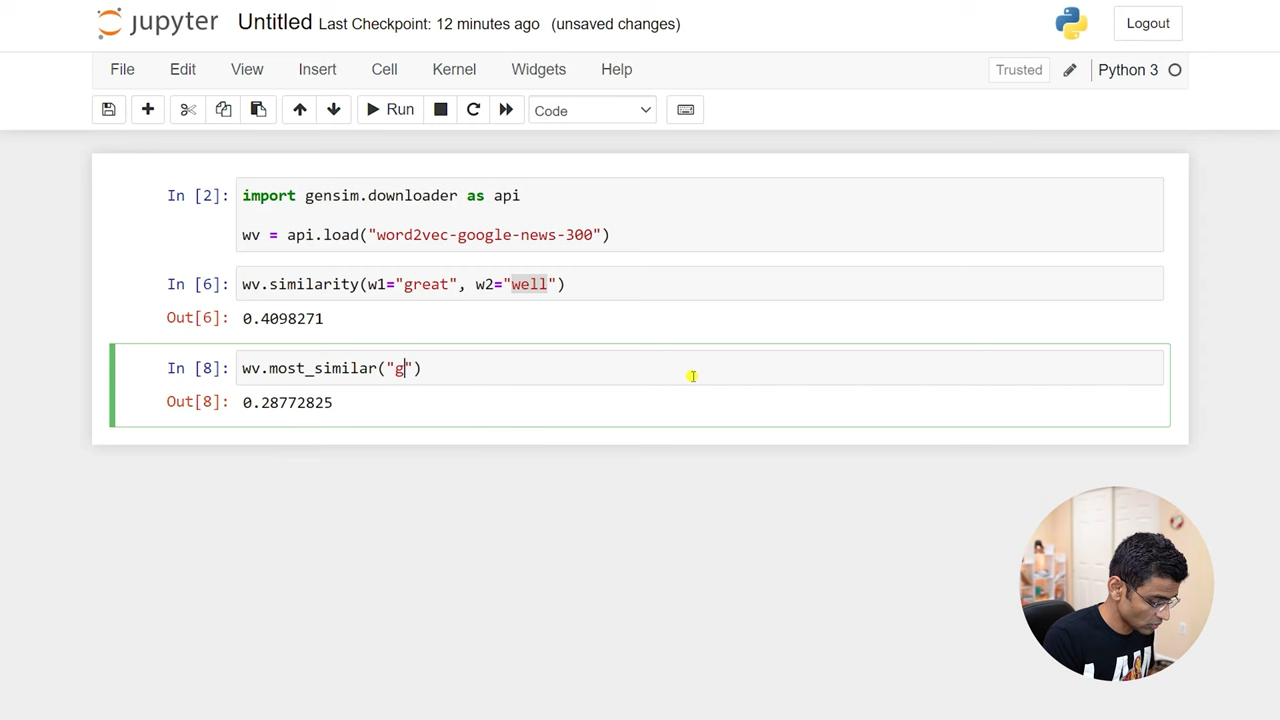 jupyter Untitled Last Checkpoint: 12 minutes ago (unsaved changes) Logout
File Edit View Insert Cell Kernel Widgets Help Trusted Python 3
Run Code
In [2]: import gensim.downloader as api
wv = api.load("word2vec-google-news-300")
In [6]: wv.similarity(w1="great", w2="well")
Out[6]: 0.4098271
In [8]: wv.most_similar("g")
Out[8]: 0.28772825